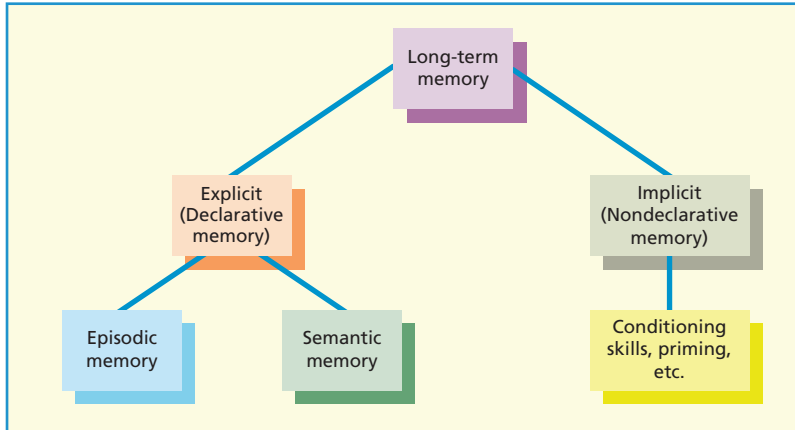 Long-term
memory
Explicit
(Declarative
memory)
Implicit
(Nondeclarative
memory)
Episodic
memory
Semantic
memory
Conditioning
skills, priming,
etc.